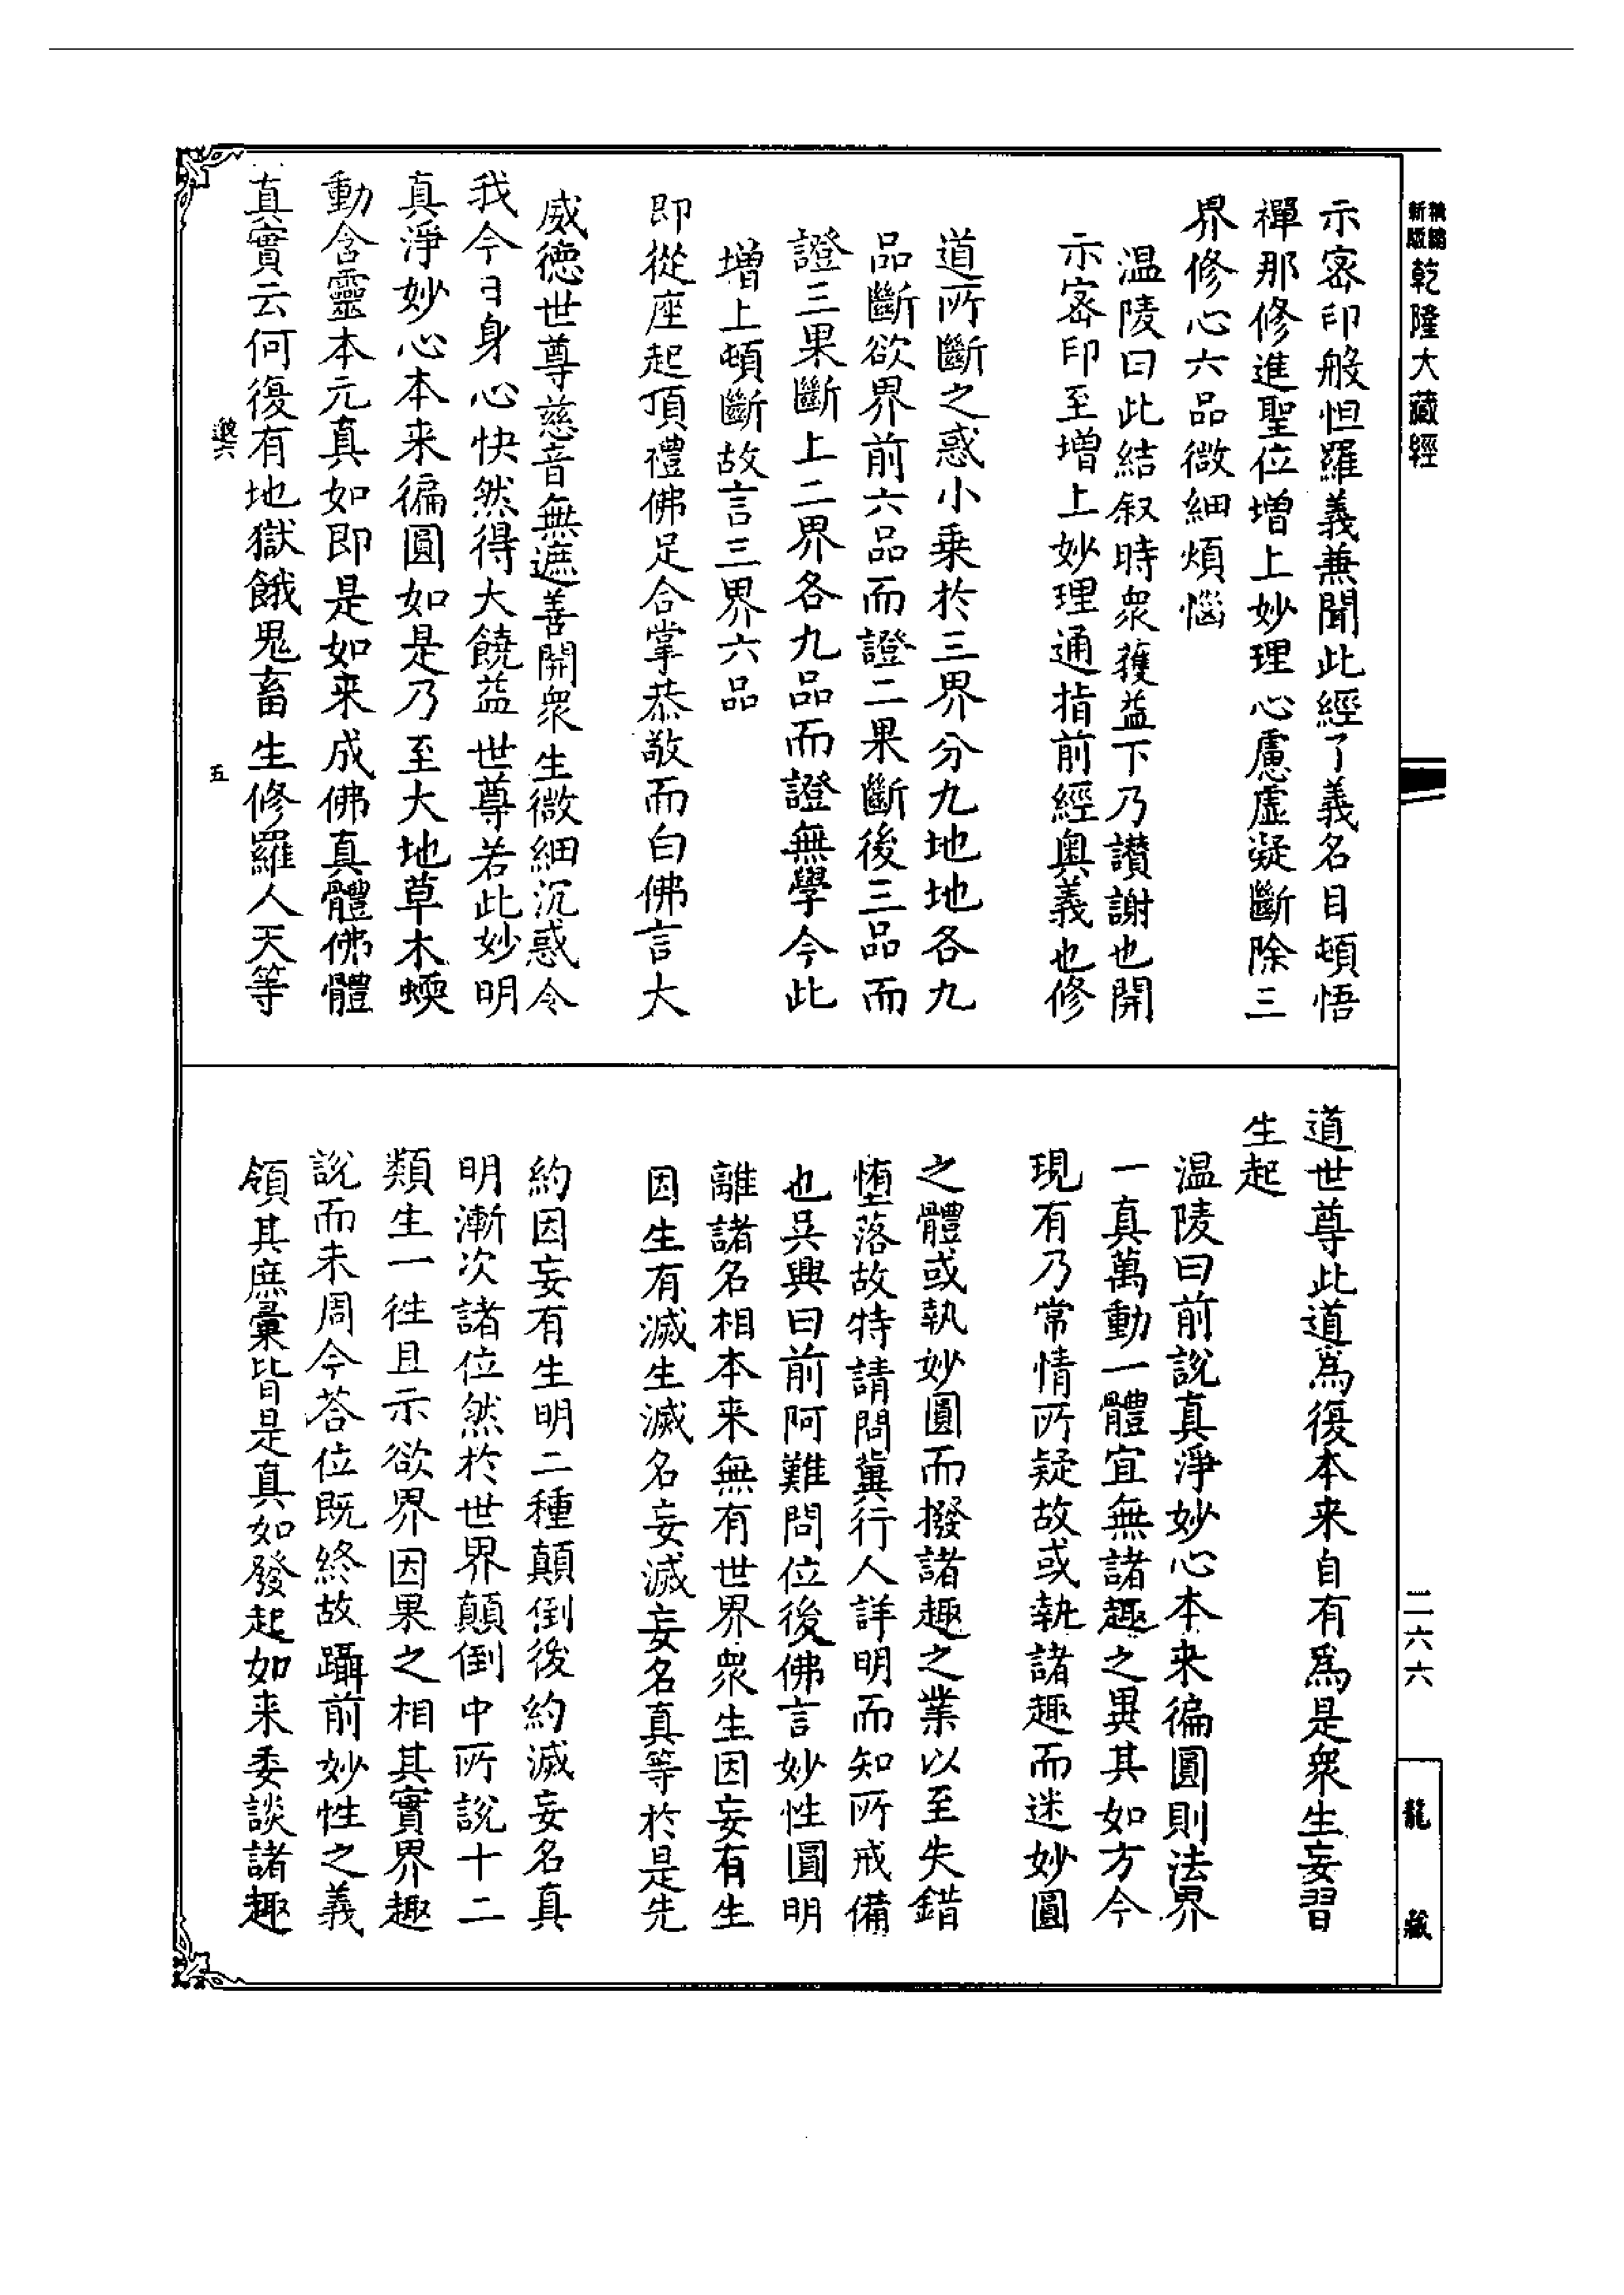 新編縮版乾隆大藏經
示密印般怛羅義兼聞此經了義名目頓悟
禪那修進聖位增上妙理心慮虛凝斷除三
界修心六品微細煩惱
温陵曰此結叙時衆獲益下乃讃謝也開
示密印至增上妙理通指前經奥義也修
道所斷之惑小乗於三界分九地地各九
品斷欲界前六品而證二果斷後三品而
證三果斷上二界各九品而證無學今此
增上頓斷故言三界六品
即從座起頂禮佛足合掌恭敬而白佛言大
威徳世尊慈音無遮善開衆生微細沉惑令
我今日身心快然得大饒益世尊若此妙明
真淨妙心本来徧圓如是乃至大地草木蝡
動含靈本元真如即是如来成佛真體佛體
真實云何復有地獄餓鬼畜生修羅人天等
邈六
五
道世尊此道爲復本来自有爲是衆生妄習
生起
温陵曰前説真淨妙心本来徧圓則法界
一真萬動一體宜無諸趣之異其如方今
現有乃常情所疑故或執諸趣而迷妙圓
之體或執妙圓而撥諸趣之業以至失錯
堕落故特請問冀行人詳明而知所戒備
也吳興曰前阿難問位後佛言妙性圓明
離諸名相本来無有世界衆生因妄有生
因生有滅生滅名妄滅妄名真等於是先
約因妄有生明二種顛倒後約滅妄名真
明漸次諸位然於世界顛倒中所説十二
類生一徃且示欲界因果之相其實界趣
説而未周今荅位既終故躡前妙性之義
領其庶彙皆是真如發起如来委談諸趣
二六六
龍藏